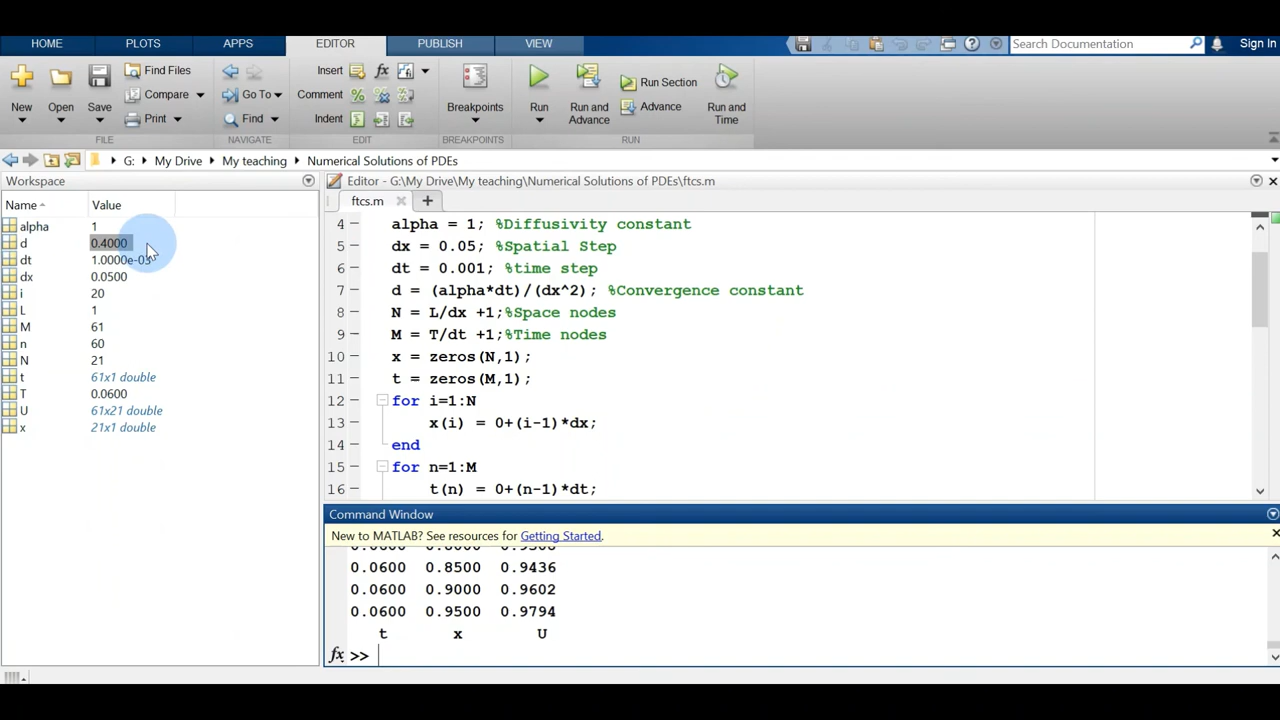 HOME PLOTS APPS EDITOR PUBLISH VIEW Search Documentation Sign In
Find Files Insert fx Run Section
Compare Go To Comment % Advance
New Open Save Print Find Indent Breakpoints Run Run and Advance Run and Time
FILE NAVIGATE EDIT BREAKPOINTS RUN
G: My Drive My teaching Numerical Solutions of PDEs
Workspace
Name Value
alpha 1
d 0.4000
dt 1.0000e-03
dx 0.0500
i 20
L 1
M 61
n 60
N 21
t 61x1 double
T 0.0600
U 61x21 double
x 21x1 double
Editor - G:\My Drive\My teaching\Numerical Solutions of PDEs\ftcs.m
ftcs.m
4 alpha = 1; %Diffusivity constant
5 dx = 0.05; %Spatial Step
6 dt = 0.001; %time step
7 d = (alpha*dt)/(dx^2); %Convergence constant
8 N = L/dx +1;%Space nodes
9 M = T/dt +1;%Time nodes
10 x = zeros(N,1);
11 t = zeros(M,1);
12 for i=1:N
13 x(i) = 0+(i-1)*dx;
14 end
15 for n=1:M
16 t(n) = 0+(n-1)*dt;
Command Window
New to MATLAB? See resources for Getting Started.
0.0600 0.8500 0.9436
0.0600 0.9000 0.9602
0.0600 0.9500 0.9794
t x U
fx >>